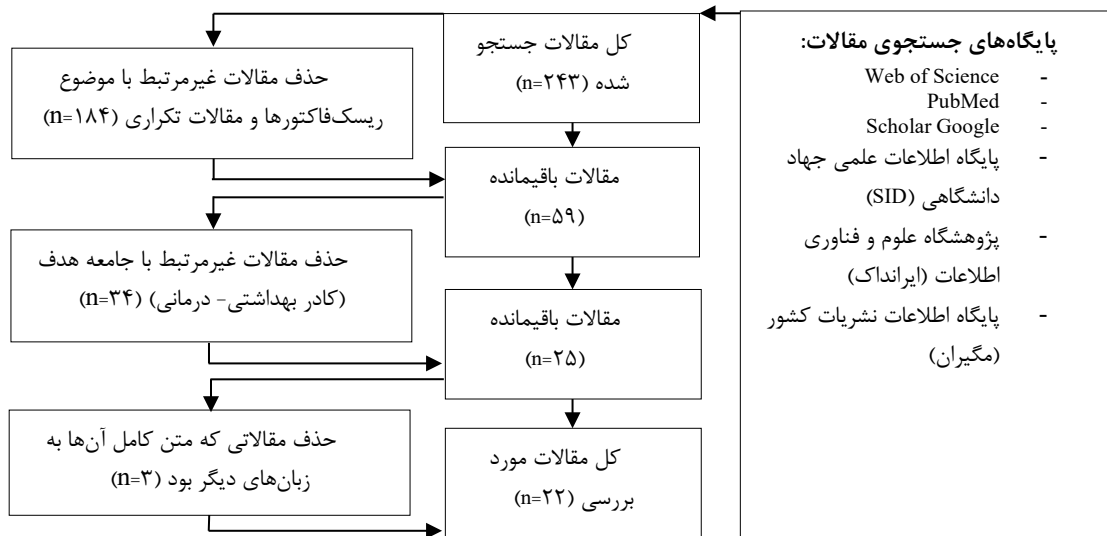 پایگاه‌های جستجوی مقالات:
- Web of Science
- PubMed
- Scholar Google
- پایگاه اطلاعات علمی جهاد
دانشگاهی (SID)
- پژوهشگاه علوم و فناوری
اطلاعات (ایرانداک)
- پایگاه اطلاعات نشریات کشور
(مگیران)
کل مقالات جستجو
شده (n=۲۴۳)
حذف مقالات غیرمرتبط با موضوع
ریسک‌فاکتورها و مقالات تکراری (n=۱۸۴)
مقالات باقیمانده
(n=۵۹)
حذف مقالات غیرمرتبط با جامعه هدف
(کادر بهداشتی- درمانی) (n=۳۴)
مقالات باقیمانده
(n=۲۵)
حذف مقالاتی که متن کامل آن‌ها به
زبان‌های دیگر بود (n=۳)
کل مقالات مورد
بررسی (n=۲۲)